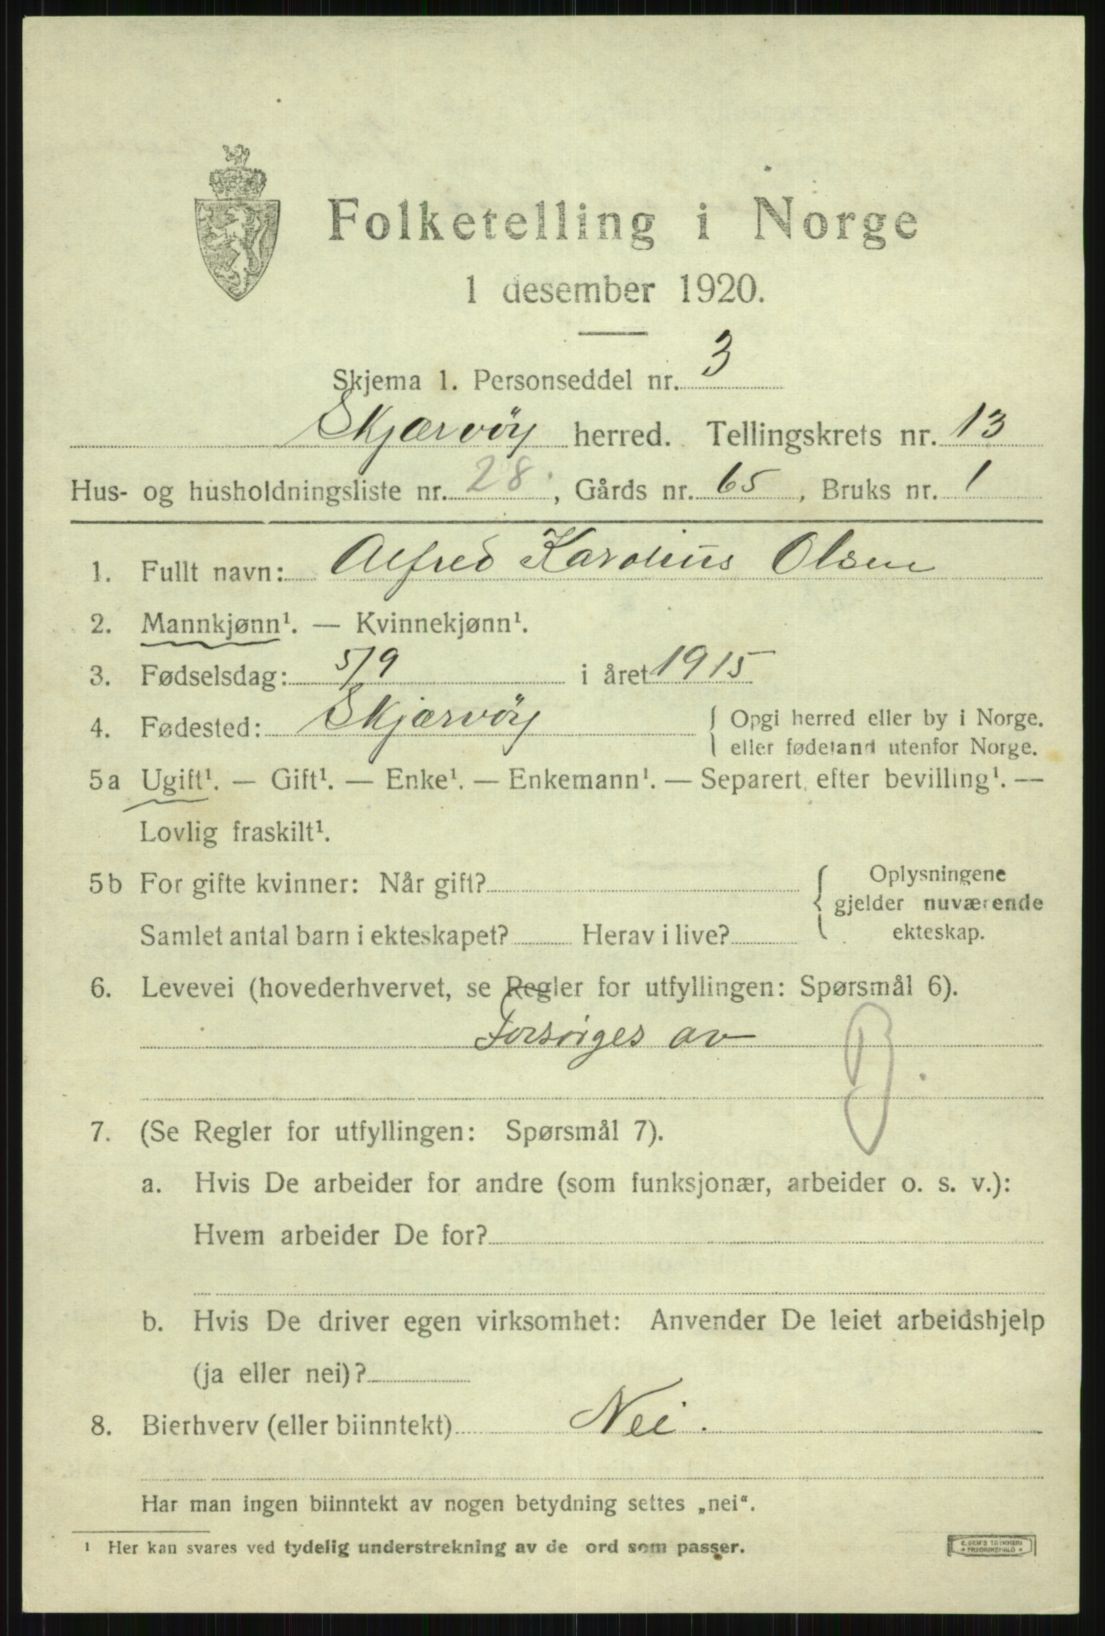 Folketelling i Norge
1 desember 1920.
Skjema 1. Personseddel nr. 3
Skjærvöy herred. Tellingskrets nr. 13
Hus- og husholdningsliste nr. 28, Gårds nr. 65, Bruks nr. 1
1. Fullt navn: Alfred Karolius Olsen
2. Mannkjønn¹. — Kvinnekjønn¹.
3. Fødselsdag: 5/9 i året 1915
4. Fødested: Skjærvöy { Opgi herred eller by i Norge,
eller fødeland utenfor Norge.
5a Ugift¹. — Gift¹. — Enke¹. — Enkemann¹. — Separert efter bevilling¹. —
Lovlig fraskilt¹.
5b For gifte kvinner: Når gift? { Oplysningene
gjelder nuværende
Samlet antal barn i ekteskapet? Herav i live? ekteskap.
6. Levevei (hovederhvervet, se Regler for utfyllingen: Spørsmål 6).
Forsörges av
7. (Se Regler for utfyllingen: Spørsmål 7).
a. Hvis De arbeider for andre (som funksjonær, arbeider o. s. v.):
Hvem arbeider De for?
b. Hvis De driver egen virksomhet: Anvender De leiet arbeidshjelp
(ja eller nei)?
8. Bierhverv (eller biinntekt) Nei.
Har man ingen biinntekt av nogen betydning settes „nei“.
¹ Her kan svares ved tydelig understrekning av de ord som passer.